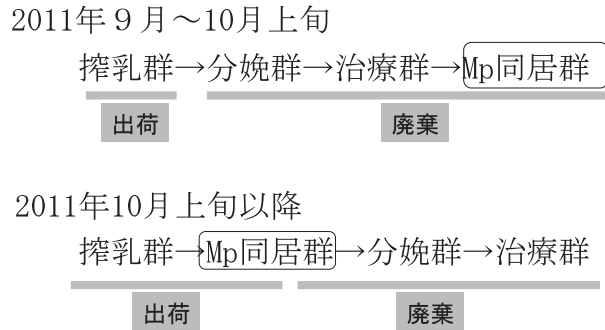 2011年９月～10月上旬
搾乳群→分娩群→治療群→Mp同居群
出荷 廃棄
2011年10月上旬以降
搾乳群→Mp同居群→分娩群→治療群
出荷 廃棄